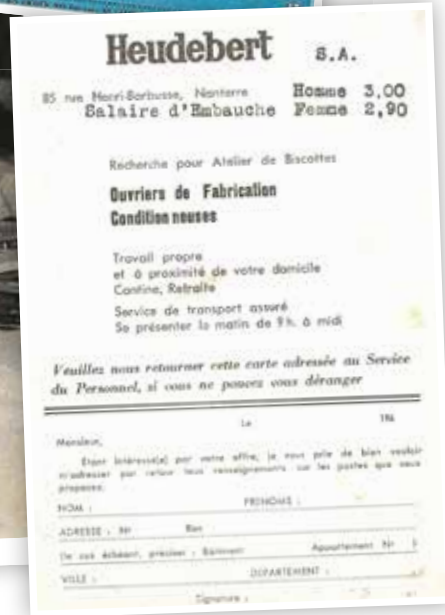 Heudebert S.A.
85 rue Henri-Barbusse, Nanterre Homme 3,00
Salaire d'Embauche Femme 2,90
Recherche pour Atelier de Biscottes
Ouvriers de Fabrication
Conditionneuses
Travail propre
et à proximité de votre domicile
Cantine, Retraite
Service de transport assuré
Se présenter le matin de 9 h. à midi
Veuillez nous retourner cette carte adressée au Service
du Personnel, si vous ne pouvez vous déranger
Le 196
Monsieur,
Étant intéressé(e) par votre offre, je vous prie de bien vouloir
m'adresser par retour tous renseignements sur les postes que vous
proposez.
NOM : PRÉNOMS :
ADRESSE : N° Rue
(le cas échéant, préciser : Bâtiment Appartement N° )
VILLE : DÉPARTEMENT :
Signature :